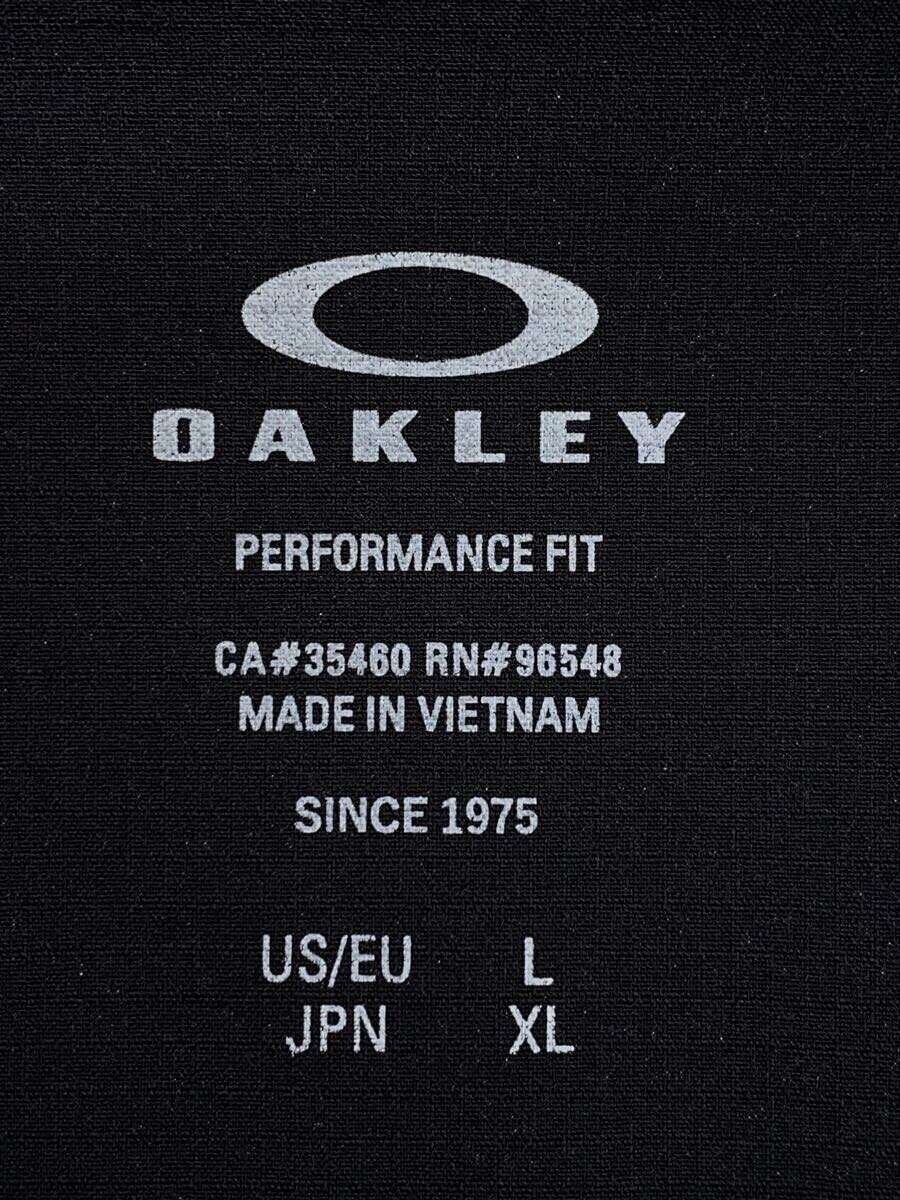 OAKLEY
PERFORMANCE FIT
CA#35460 RN#96548
MADE IN VIETNAM
SINCE 1975
US/EU L
JPN XL